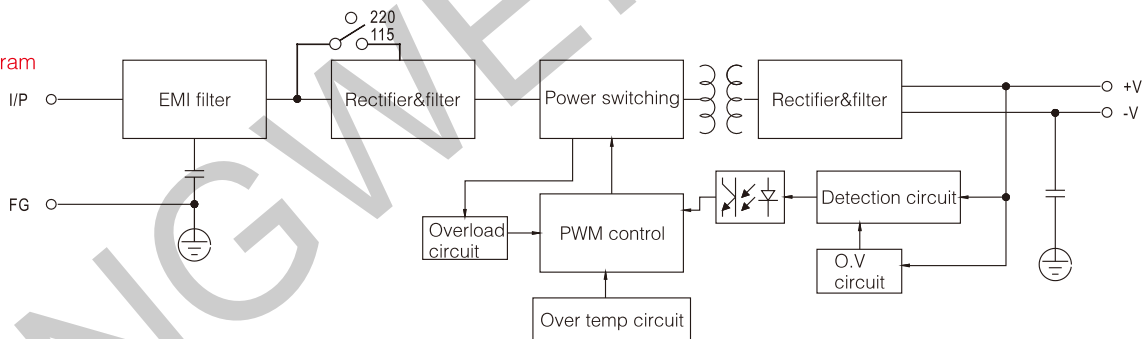 220
115
ram
I/P
EMI filter
Rectifier&filter
Power switching
Rectifier&filter
+V
-V
FG
Overload
circuit
PWM control
Detection circuit
O.V
circuit
Over temp circuit
NGWE